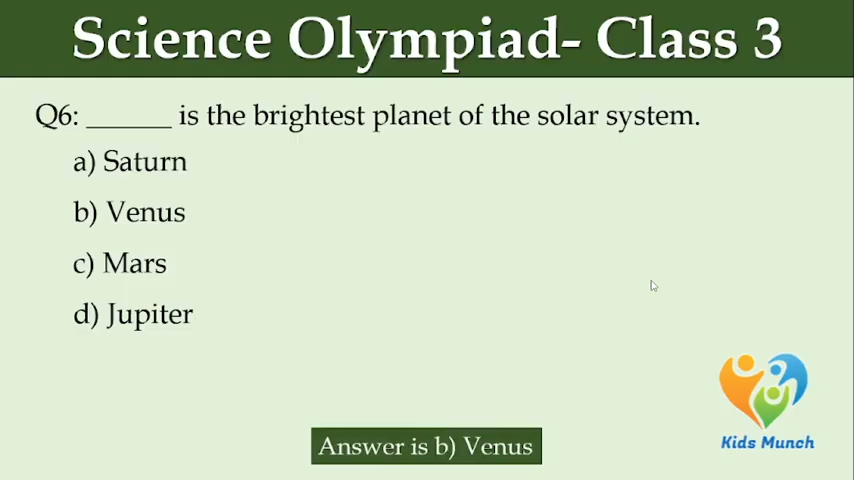 Science Olympiad- Class 3
Q6: ______ is the brightest planet of the solar system.
a) Saturn
b) Venus
c) Mars
d) Jupiter
Kids Munch
Answer is b) Venus